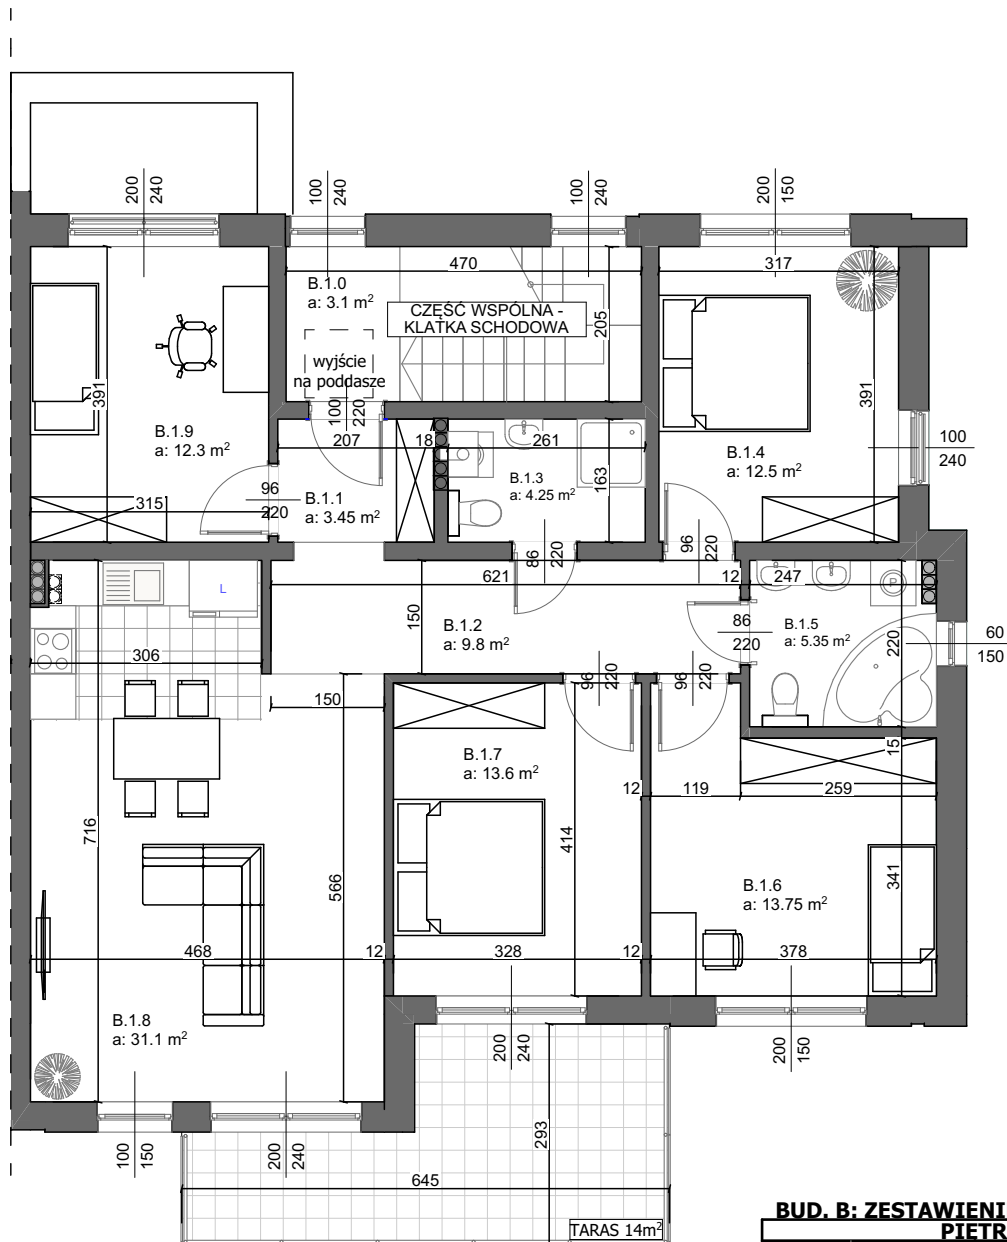 200
240
100
240
100
240
200
150
470
317
B.1.0
a: 3.1 m²
CZĘŚĆ WSPÓLNA -
KLATKA SCHODOWA
205
wyjście
na poddasze
391
391
100
220
B.1.9
a: 12.3 m²
207
18
261
163
B.1.3
a: 4.25 m²
B.1.4
a: 12.5 m²
100
240
315
96
220
B.1.1
a: 3.45 m²
86
220
96
220
L
621
12
247
P
150
B.1.2
a: 9.8 m²
86
220
B.1.5
a: 5.35 m²
220
60
150
306
96
220
96
220
150
15
B.1.7
a: 13.6 m²
12
119
259
716
566
414
341
B.1.6
a: 13.75 m²
468
12
328
12
378
B.1.8
a: 31.1 m²
200
240
200
150
100
150
200
240
293
645
TARAS 14m²
BUD. B: ZESTAWIENI
PIĘTR